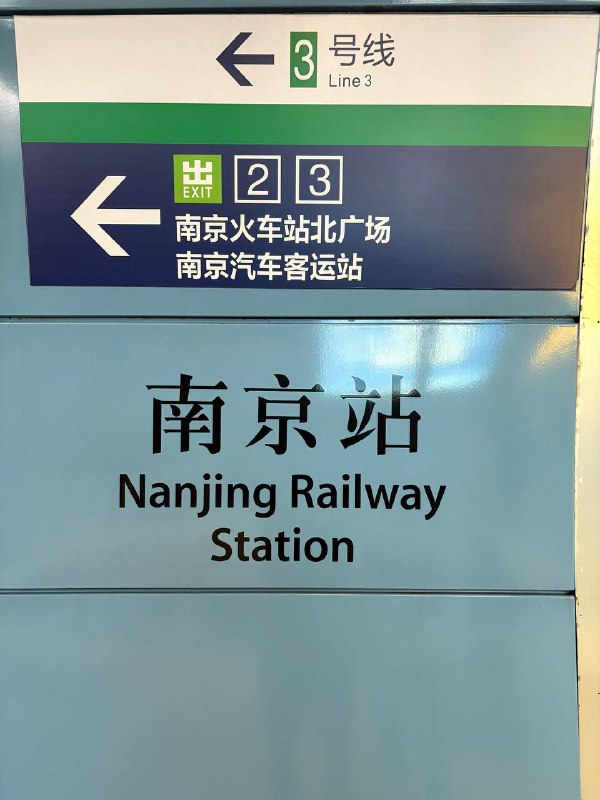 3号线
Line 3
出 2 3
EXIT
南京火车站北广场
南京汽车客运站
南京站
Nanjing Railway
Station